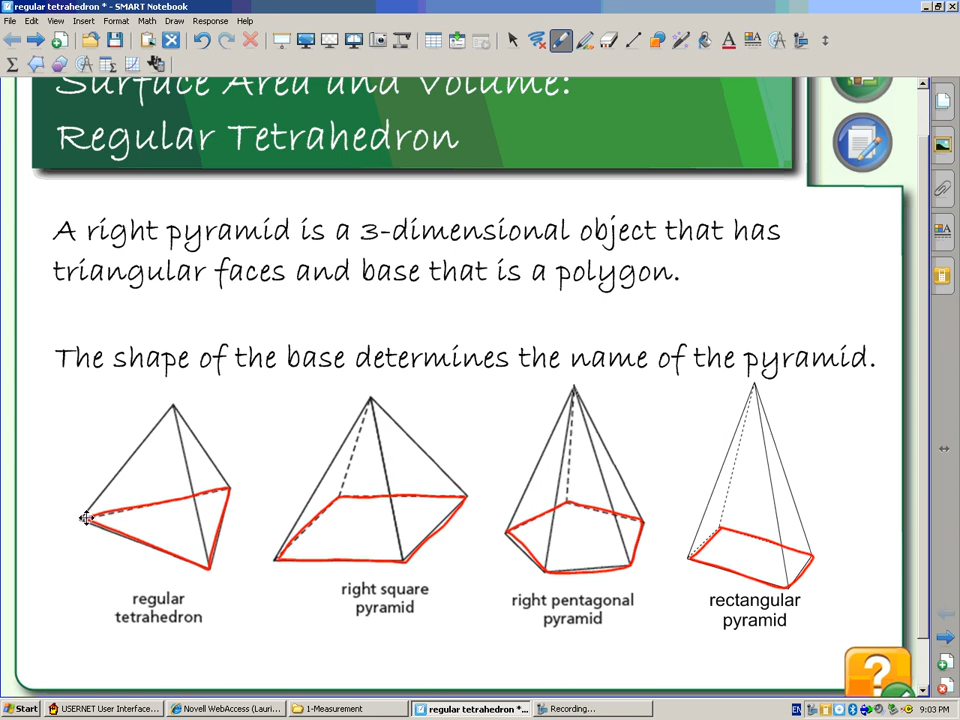 regular tetrahedron * - SMART Notebook
File Edit View Insert Format Math Draw Response Help
Surface Area and Volume:
Regular Tetrahedron
A right pyramid is a 3-dimensional object that has
triangular faces and base that is a polygon.
The shape of the base determines the name of the pyramid.
regular
tetrahedron
right square
pyramid
right pentagonal
pyramid
rectangular
pyramid
Start
USERNET User Interface...
Novell WebAccess (Lauri...
1-Measurement
regular tetrahedron *...
Recording...
EN
9:03 PM